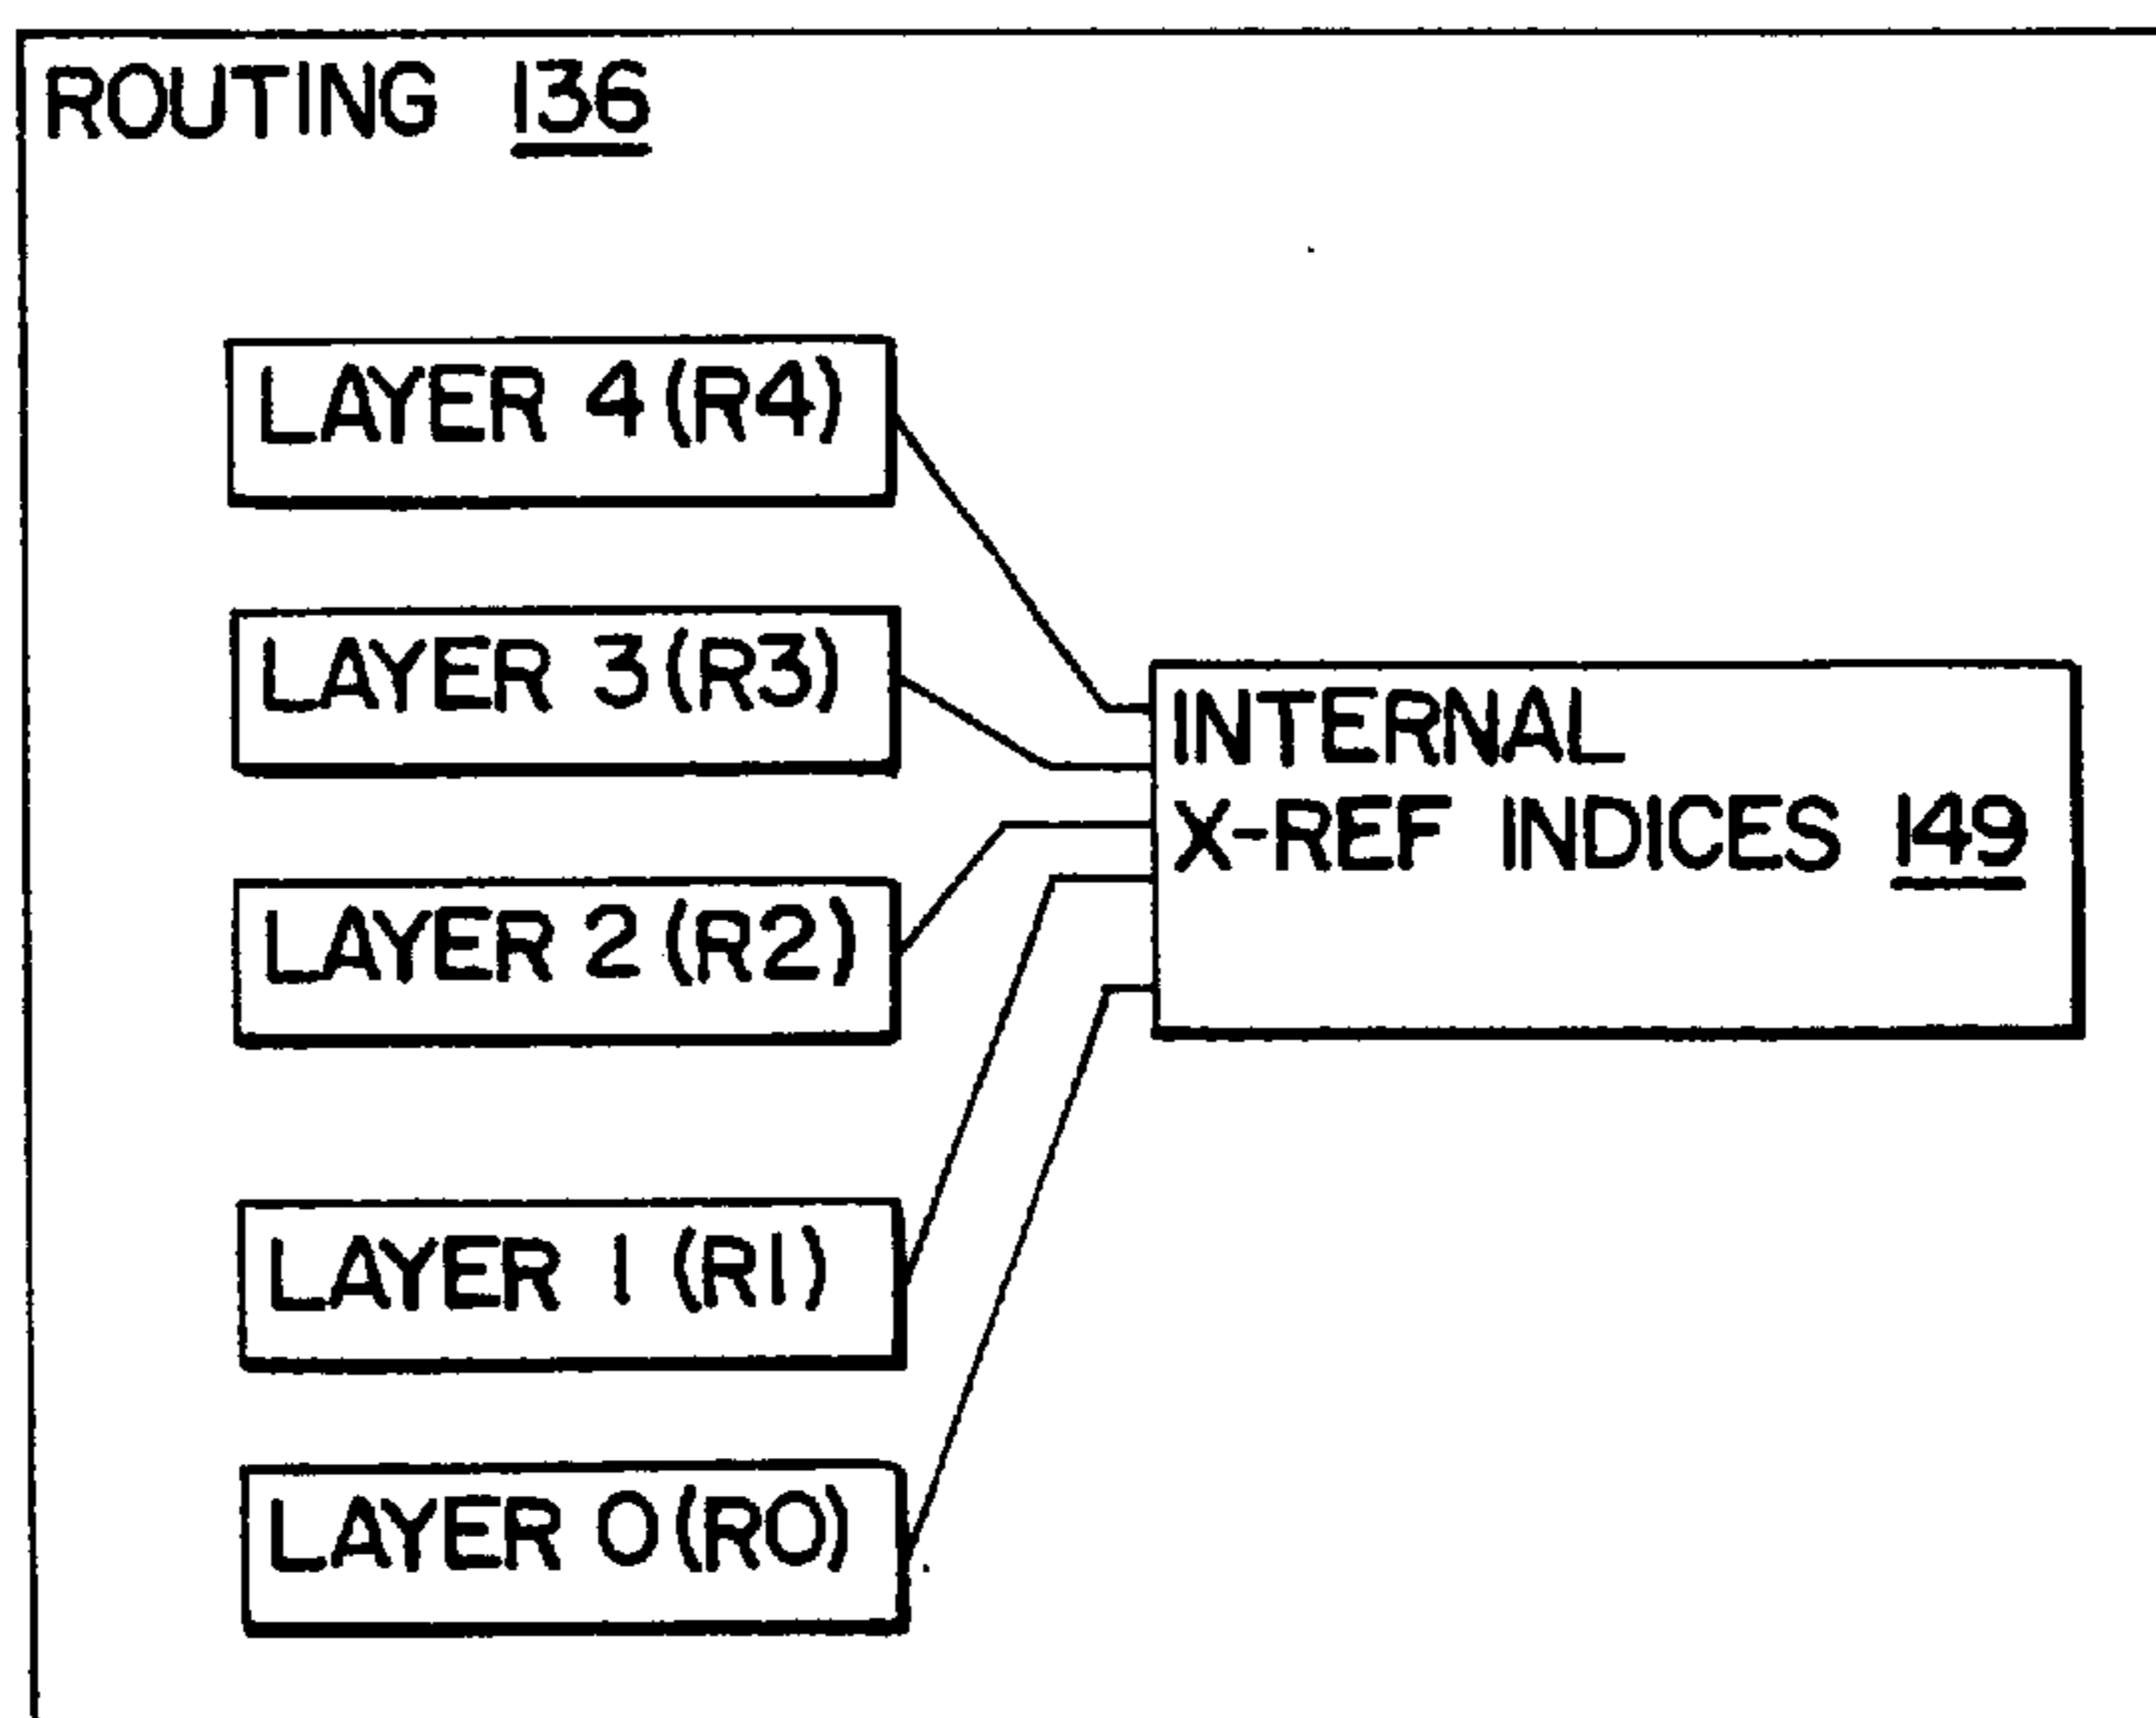 ROUTING 136
LAYER 4 (R4)
LAYER 3 (R3)
LAYER 2 (R2)
LAYER 1 (R1)
LAYER 0 (R0)
INTERNAL
X-REF INDICES 149